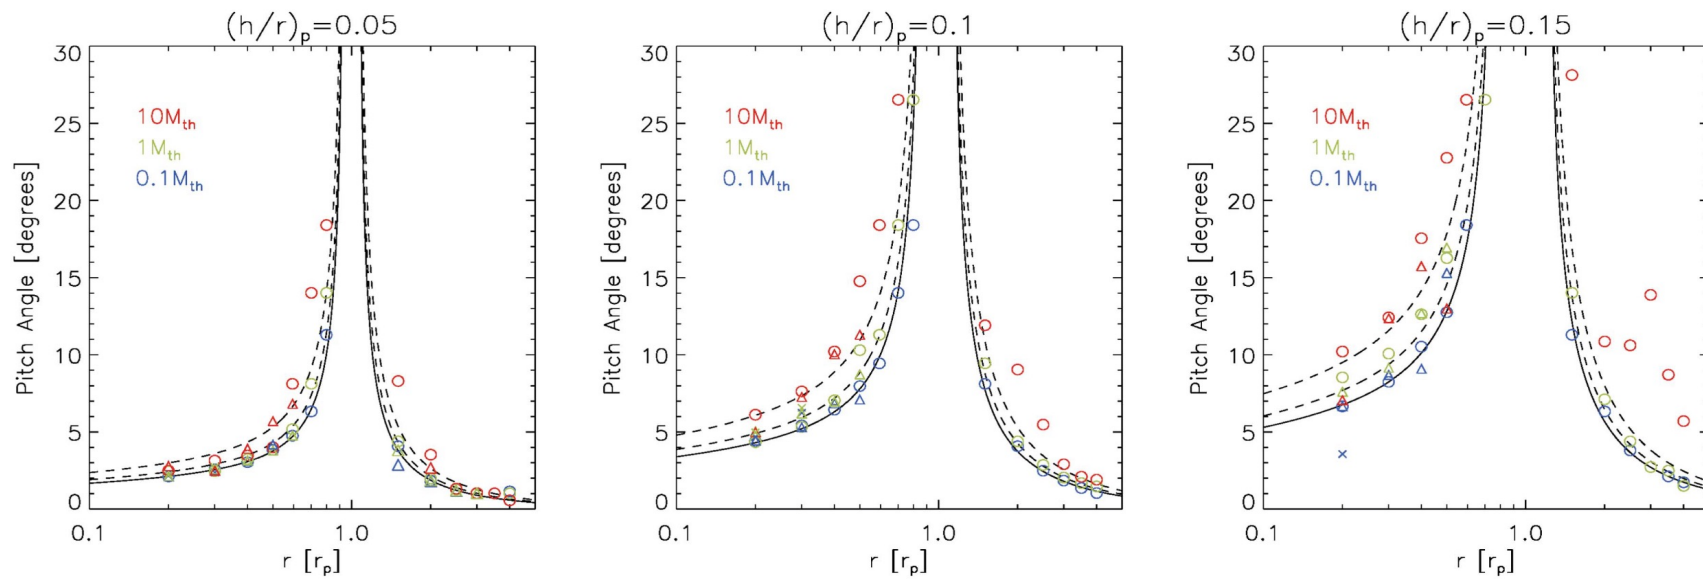 (h/r)p=0.05
30
25
20
15
10
5
0
Pitch Angle [degrees]
10Mth
1Mth
0.1Mth
0.1
1.0
r [rp]
(h/r)p=0.1
30
25
20
15
10
5
0
Pitch Angle [degrees]
10Mth
1Mth
0.1Mth
0.1
1.0
r [rp]
(h/r)p=0.15
30
25
20
15
10
5
0
Pitch Angle [degrees]
10Mth
1Mth
0.1Mth
0.1
1.0
r [rp]